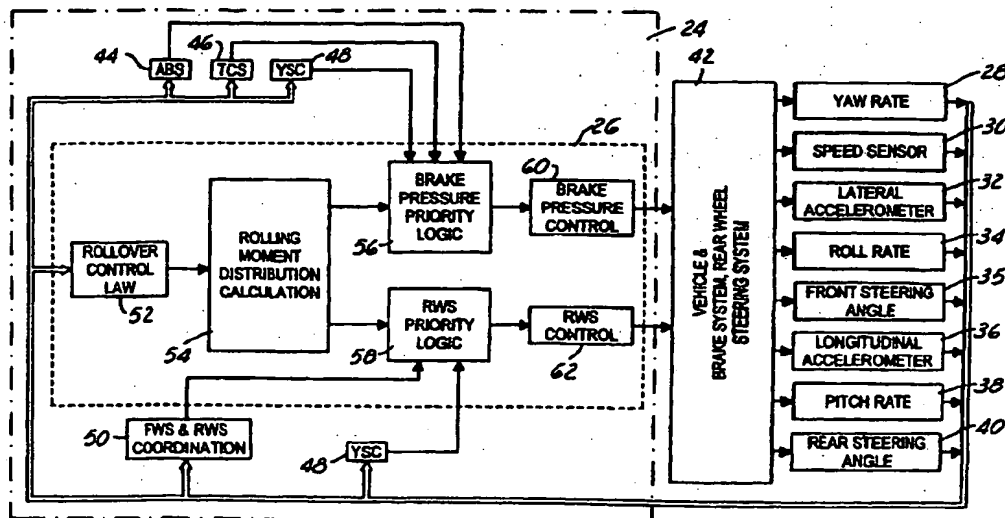 44
46
48
24
ABS
TCS
YSC
42
28
YAW RATE
26
30
SPEED SENSOR
32
LATERAL
ACCELEROMETER
34
ROLL RATE
35
FRONT STEERING
ANGLE
36
LONGITUDINAL
ACCELEROMETER
38
PITCH RATE
40
REAR STEERING
ANGLE
VEHICLE &
BRAKE SYSTEM, REAR WHEEL
STEERING SYSTEM
ROLLOVER
CONTROL
LAW
52
ROLLING
MOMENT
DISTRIBUTION
CALCULATION
54
BRAKE
PRESSURE
PRIORITY
LOGIC
56
60
BRAKE
PRESSURE
CONTROL
RWS
PRIORITY
LOGIC
58
RWS
CONTROL
62
50
FWS & RWS
COORDINATION
48
YSC